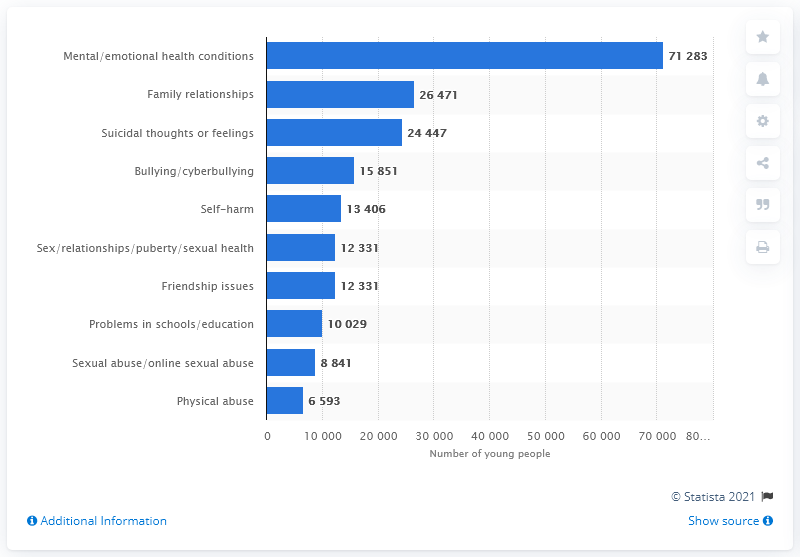 Mental/emotional health conditions 71 283
Family relationships 26 471
Suicidal thoughts or feelings 24 447
Bullying/cyberbullying 15 851
Self-harm 13 406
Sex/relationships/puberty/sexual health 12 331
Friendship issues 12 331
Problems in schools/education 10 029
Sexual abuse/online sexual abuse 8 841
Physical abuse 6 593
0 10 000 20 000 30 000 40 000 50 000 60 000 70 000 80...
Number of young people
© Statista 2021
Additional Information Show source